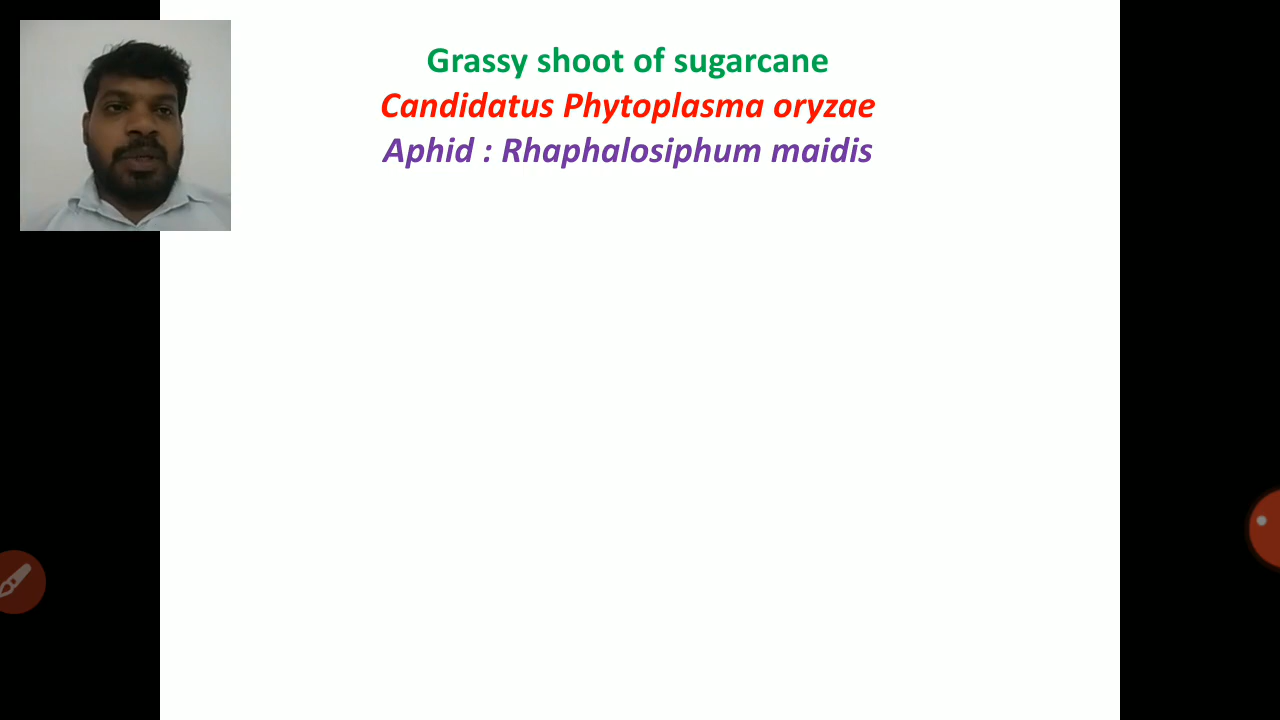 Grassy shoot of sugarcane
Candidatus Phytoplasma oryzae
Aphid : Rhaphalosiphum maidis